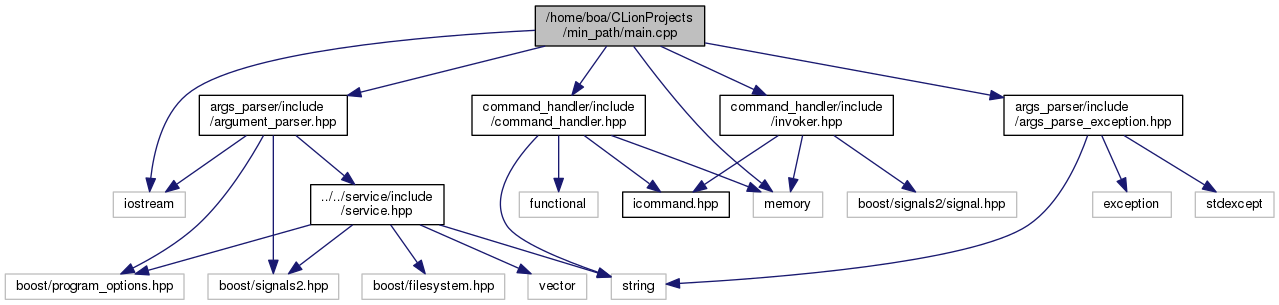 /home/boa/CLionProjects
/min_path/main.cpp
args_parser/include
/argument_parser.hpp
command_handler/include
/command_handler.hpp
command_handler/include
/invoker.hpp
args_parser/include
/args_parse_exception.hpp
iostream
../../service/include
/service.hpp
functional
icommand.hpp
memory
boost/signals2/signal.hpp
exception
stdexcept
boost/program_options.hpp
boost/signals2.hpp
boost/filesystem.hpp
vector
string